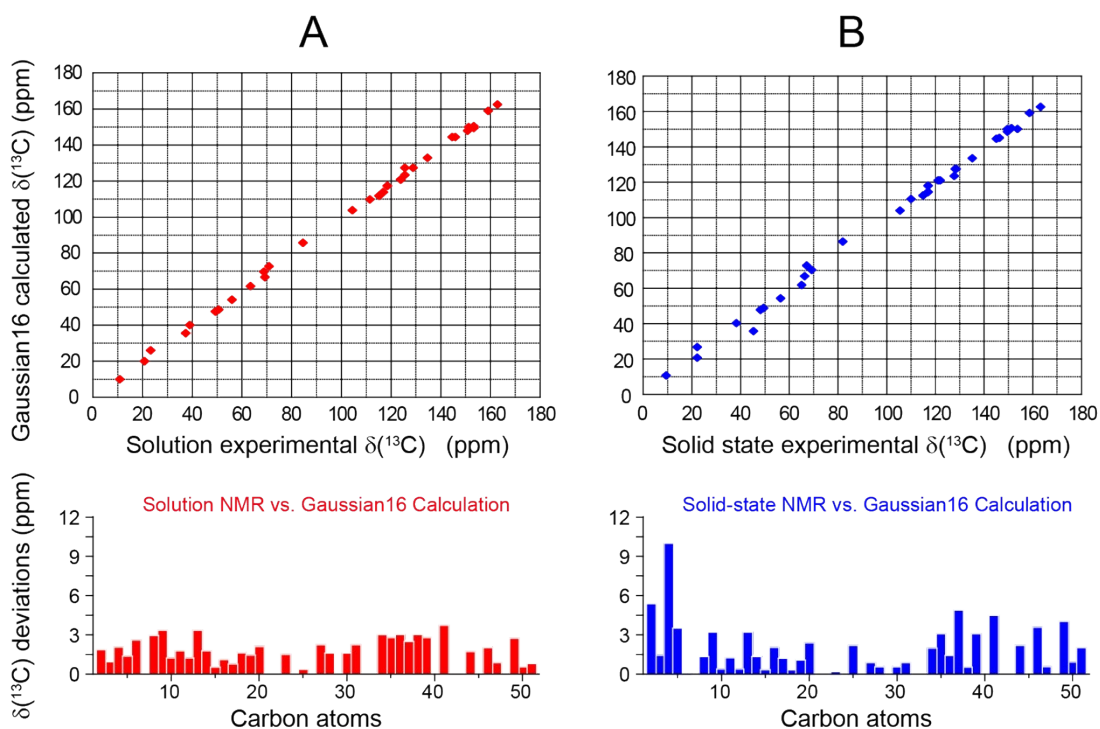 A
B
Gaussian16 calculated δ(¹³C) (ppm)
180
160
140
120
100
80
60
40
20
0
0 20 40 60 80 100 120 140 160 180
Solution experimental δ(¹³C) (ppm)
180
160
140
120
100
80
60
40
20
0
0 20 40 60 80 100 120 140 160 180
Solid state experimental δ(¹³C) (ppm)
δ(¹³C) deviations (ppm)
Solution NMR vs. Gaussian16 Calculation
12
9
6
3
0
10 20 30 40 50
Carbon atoms
Solid-state NMR vs. Gaussian16 Calculation
12
9
6
3
0
10 20 30 40 50
Carbon atoms